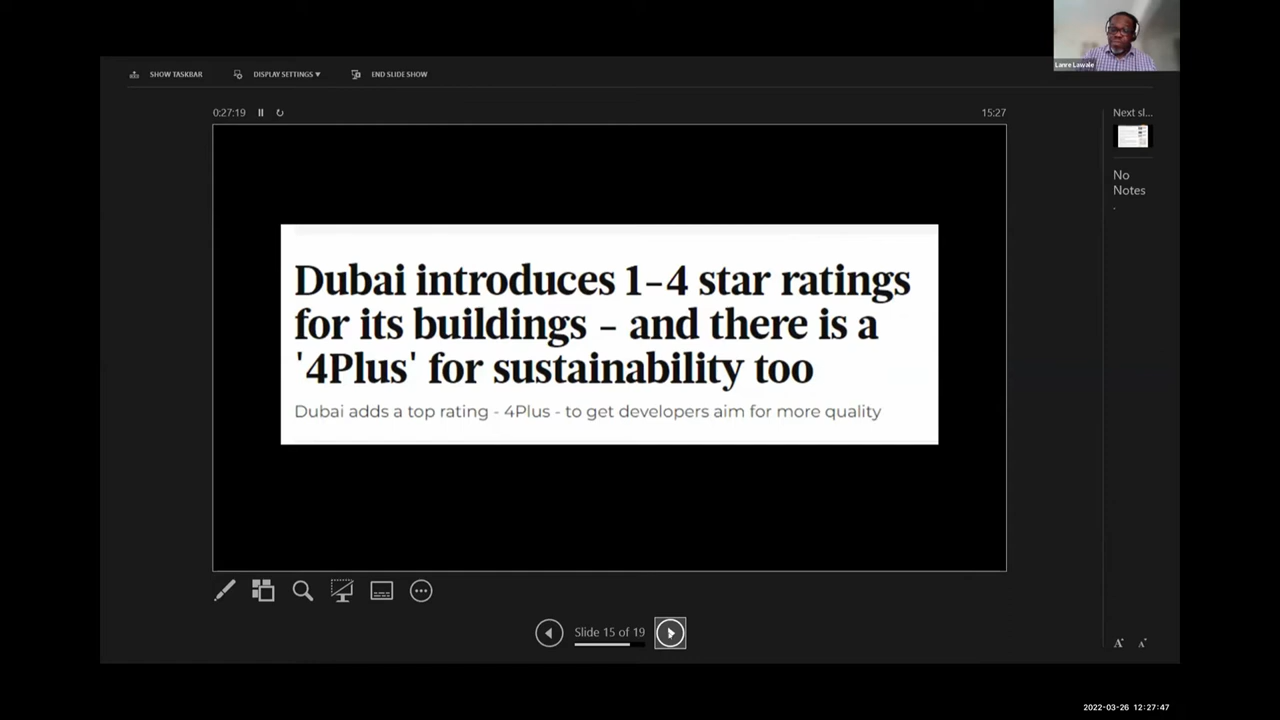 Lanre Lawale
SHOW TASKBAR
DISPLAY SETTINGS ▾
END SLIDE SHOW
0:27:19
15:27
Next sl...
No
Notes
.
Dubai introduces 1–4 star ratings
for its buildings – and there is a
'4Plus' for sustainability too
Dubai adds a top rating - 4Plus - to get developers aim for more quality
Slide 15 of 19
A A
2022-03-26 12:27:47